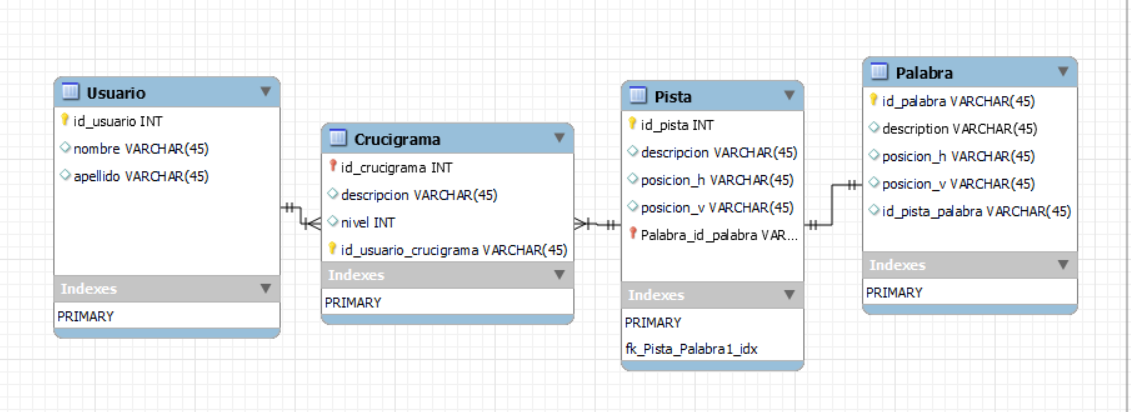 Usuario
id_usuario INT
nombre VARCHAR(45)
apellido VARCHAR(45)
Indexes
PRIMARY
Crucigrama
id_crucigrama INT
descripcion VARCHAR(45)
nivel INT
id_usuario_crucigrama VARCHAR(45)
Indexes
PRIMARY
Pista
id_pista INT
descripcion VARCHAR(45)
posicion_h VARCHAR(45)
posicion_v VARCHAR(45)
Palabra_id_palabra VAR...
Indexes
PRIMARY
fk_Pista_Palabra1_idx
Palabra
id_palabra VARCHAR(45)
description VARCHAR(45)
posicion_h VARCHAR(45)
posicion_v VARCHAR(45)
id_pista_palabra VARCHAR(45)
Indexes
PRIMARY